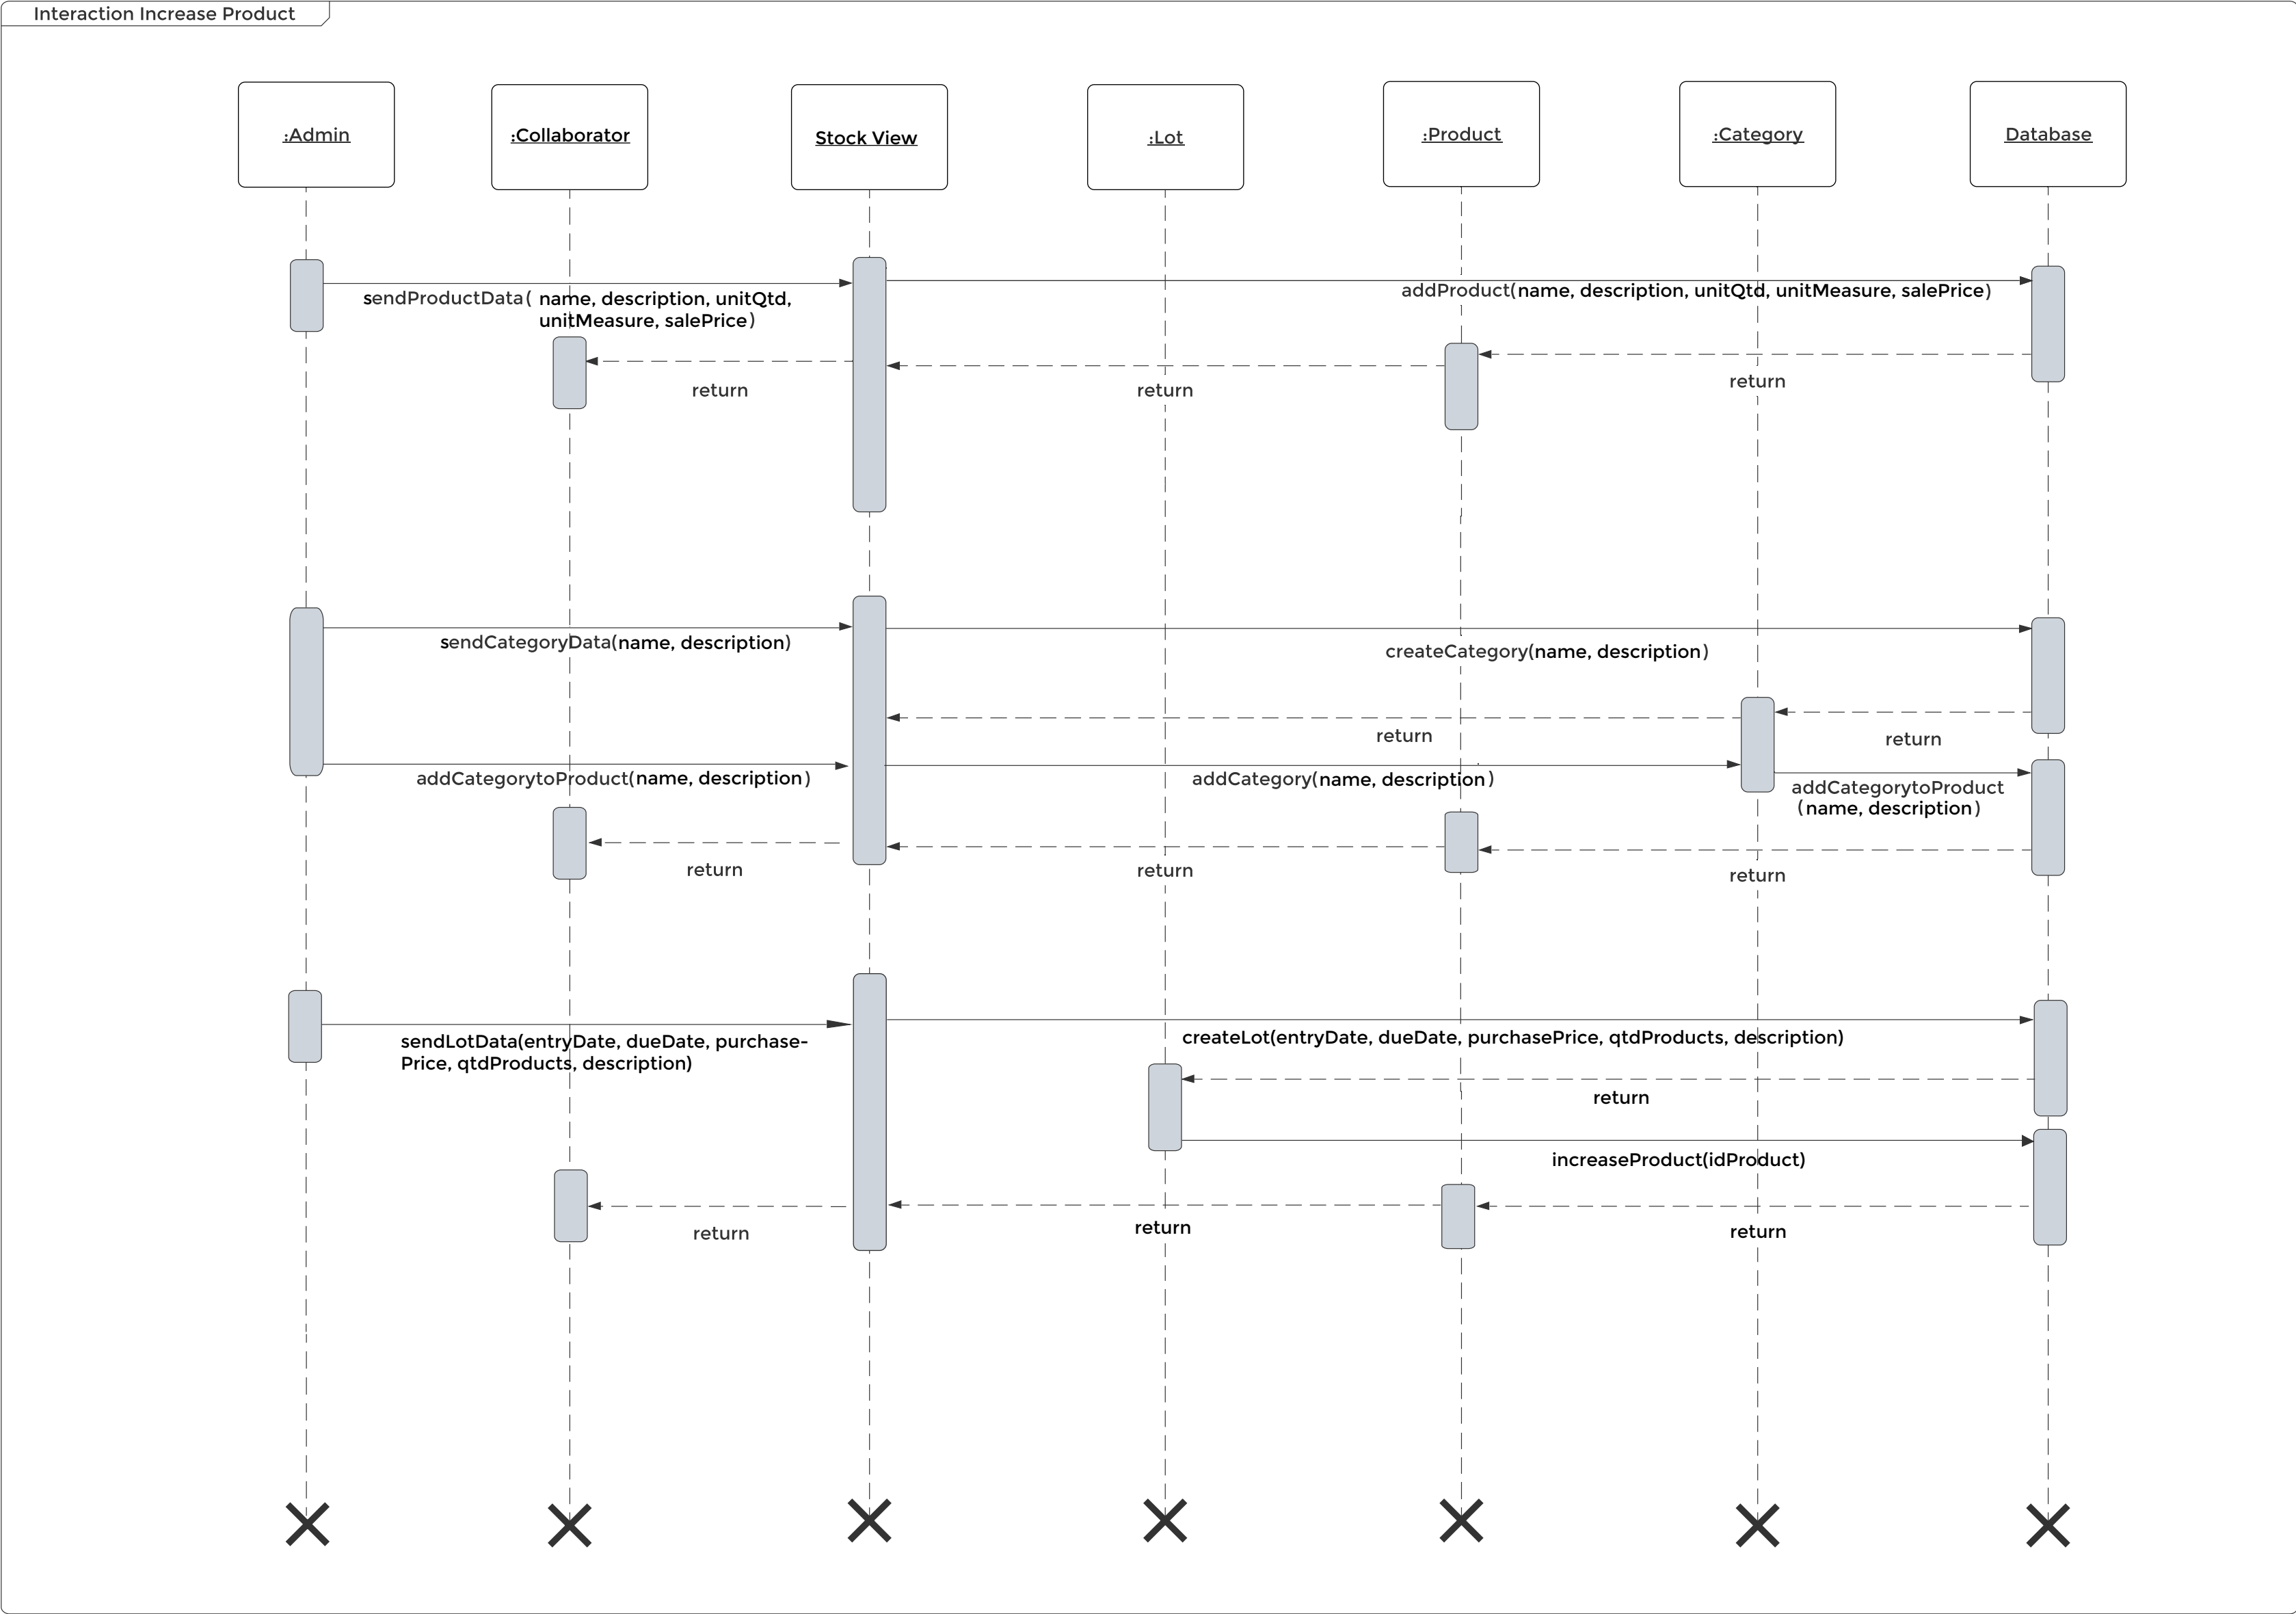 Interaction Increase Product
:Admin
:Collaborator
Stock View
:Lot
:Product
:Category
Database
sendProductData( name, description, unitQtd,
unitMeasure, salePrice)
addProduct(name, description, unitQtd, unitMeasure, salePrice)
return
return
return
sendCategoryData(name, description)
createCategory(name, description)
return
return
addCategorytoProduct(name, description)
addCategory(name, description)
addCategorytoProduct
(name, description)
return
return
return
sendLotData(entryDate, dueDate, purchase-
Price, qtdProducts, description)
createLot(entryDate, dueDate, purchasePrice, qtdProducts, description)
return
increaseProduct(idProduct)
return
return
return